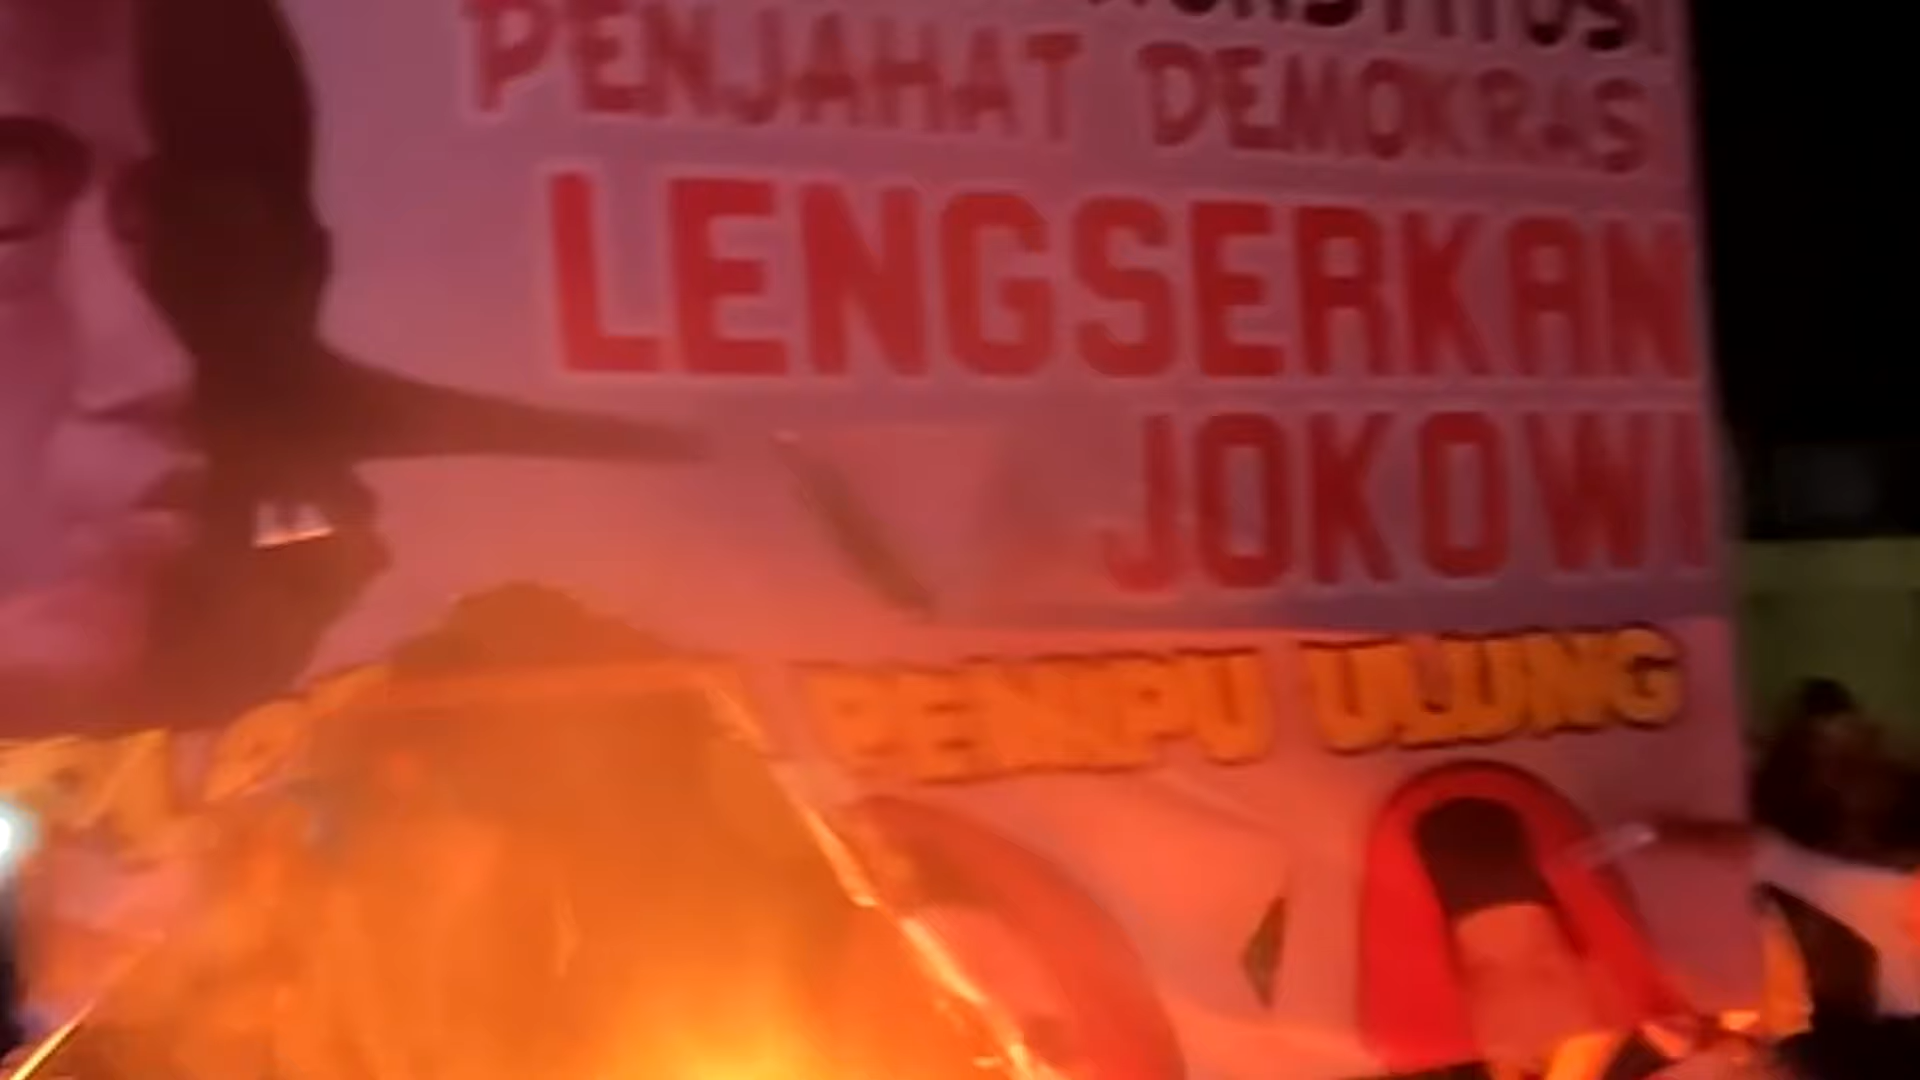 PENJAHAT DEMOKRAS
LENGSERKAN
JOKOWI
PENIPU ULUNG